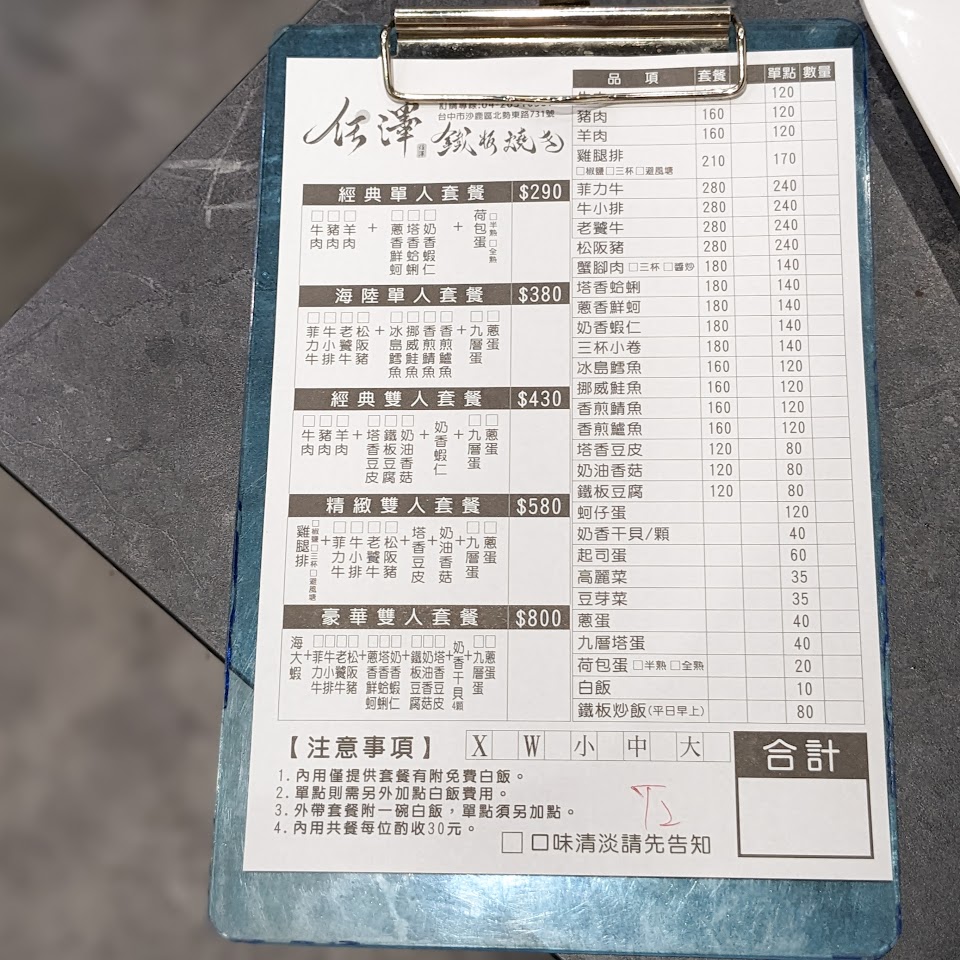 台中市沙鹿區北勢東路731號
任澤 鐵板燒
經典單人套餐 $290
□牛肉 □豬肉 □羊肉 + □蔥香鮮蚵 □塔香蛤蜊 □奶香蝦仁 + 荷包蛋 □半熟 □全熟
海陸單人套餐 $380
□菲力牛 □牛小排 □老饕牛 □松阪豬 + □冰島鱈魚 □挪威鮭魚 □香煎鯖魚 □香煎鱸魚 + □九層蛋 □蔥蛋
經典雙人套餐 $430
□牛肉 □豬肉 □羊肉 + □塔香豆皮 □鐵板豆腐 □奶油香菇 + 奶香蝦仁 + □九層蛋 □蔥蛋
精緻雙人套餐 $580
雞腿排 □椒鹽 □三杯 □避風塘 + □菲力牛 □牛小排 □老饕牛 □松阪豬 + 塔香豆皮 + 奶油香菇 + □九層蛋 □蔥蛋
豪華雙人套餐 $800
海大蝦 + □菲力牛 □牛小排 □老饕牛 □松阪豬 + □蔥香鮮蚵 □塔香蛤蜊 □奶香蝦仁 + □鐵板豆腐 □奶油香菇 □塔香豆皮 + 奶香干貝4顆 + □九層蛋 □蔥蛋
品項 套餐 單點 數量
120
豬肉 160 120
羊肉 160 120
雞腿排 210 170
□椒鹽□三杯□避風塘
菲力牛 280 240
牛小排 280 240
老饕牛 280 240
松阪豬 280 240
蟹腳肉 □三杯 □醬炒 180 140
塔香蛤蜊 180 140
蔥香鮮蚵 180 140
奶香蝦仁 180 140
三杯小卷 180 140
冰島鱈魚 160 120
挪威鮭魚 160 120
香煎鯖魚 160 120
香煎鱸魚 160 120
塔香豆皮 120 80
奶油香菇 120 80
鐵板豆腐 120 80
蚵仔蛋 120
奶香干貝/顆 40
起司蛋 60
高麗菜 35
豆芽菜 35
蔥蛋 40
九層塔蛋 40
荷包蛋 □半熟 □全熟 20
白飯 10
鐵板炒飯(平日早上) 80
【注意事項】 X W 小 中 大
合計
1.內用僅提供套餐有附免費白飯。
2.單點則需另外加點白飯費用。
3.外帶套餐附一碗白飯，單點須另加點。
4.內用共餐每位酌收30元。
T2
□口味清淡請先告知